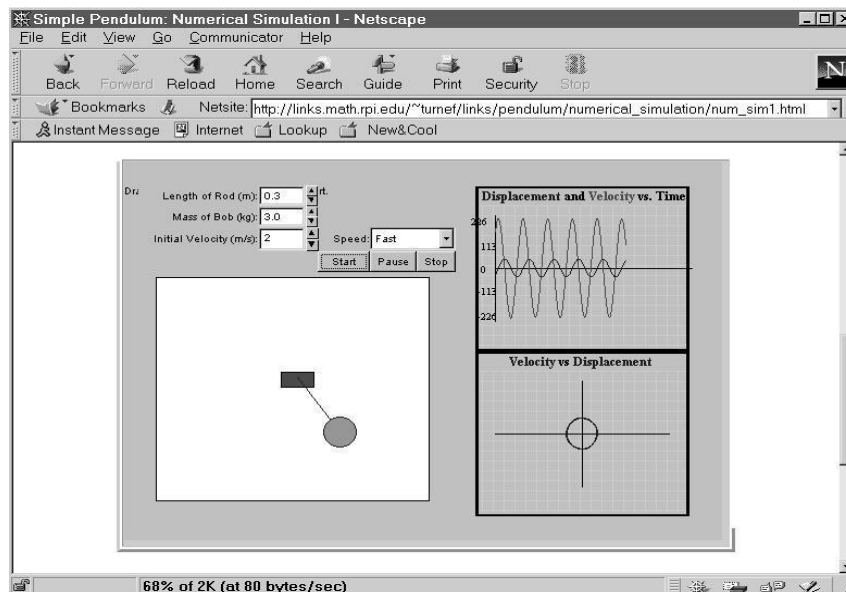 Simple Pendulum: Numerical Simulation I - Netscape
File Edit View Go Communicator Help
Back Forward Reload Home Search Guide Print Security Stop
N
Bookmarks Netsite: http://links.math.rpi.edu/~turnef/links/pendulum/numerical_simulation/num_sim1.html
Instant Message Internet Lookup New&Cool
Dra Length of Rod (m): 0.3 rt.
Mass of Bob (kg): 3.0
Initial Velocity (m/s): 2 Speed: Fast
Start Pause Stop
Displacement and Velocity vs. Time
226
113
0
-113
-226
Velocity vs Displacement
68% of 2K (at 80 bytes/sec)